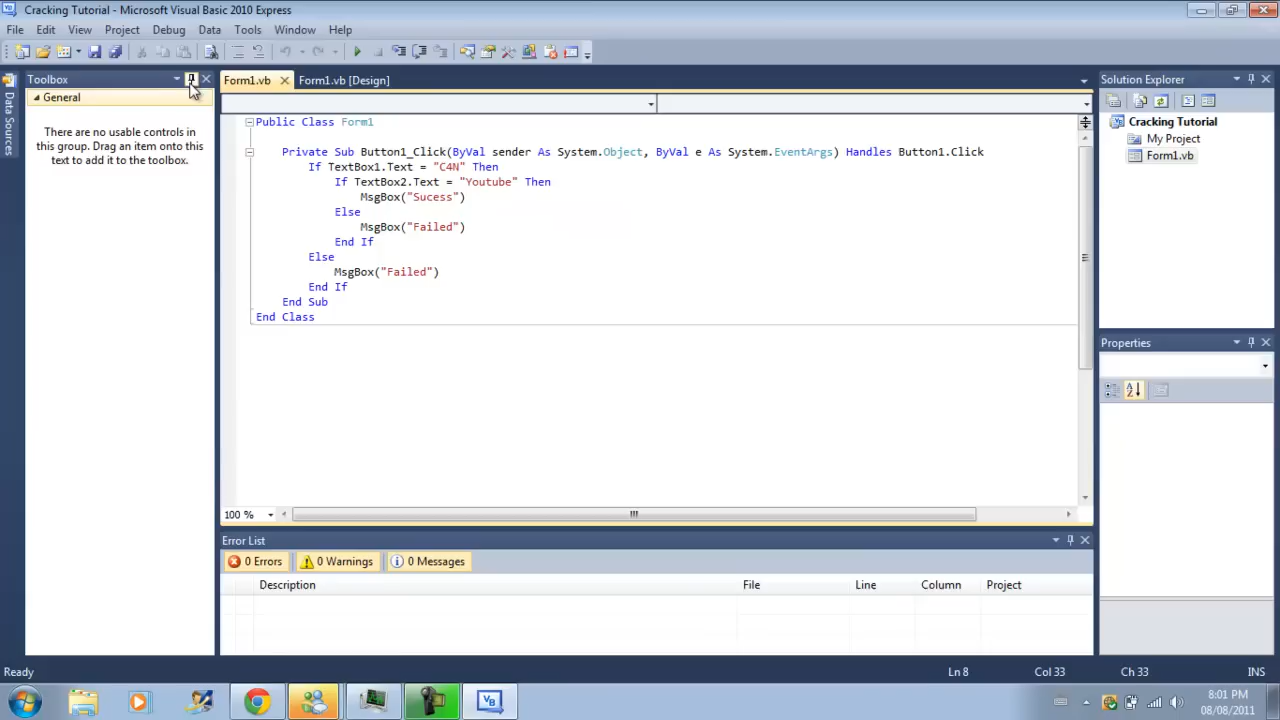 Cracking Tutorial - Microsoft Visual Basic 2010 Express
File Edit View Project Debug Data Tools Window Help
Toolbox
General
There are no usable controls in
this group. Drag an item onto this
text to add it to the toolbox.
Data Sources
Form1.vb
Form1.vb [Design]
Public Class Form1
Private Sub Button1_Click(ByVal sender As System.Object, ByVal e As System.EventArgs) Handles Button1.Click
If TextBox1.Text = "C4N" Then
If TextBox2.Text = "Youtube" Then
MsgBox("Sucess")
Else
MsgBox("Failed")
End If
Else
MsgBox("Failed")
End If
End Sub
End Class
100 %
Error List
0 Errors
0 Warnings
0 Messages
Description File Line Column Project
Solution Explorer
Cracking Tutorial
My Project
Form1.vb
Properties
Ready
Ln 8 Col 33 Ch 33 INS
8:01 PM
08/08/2011